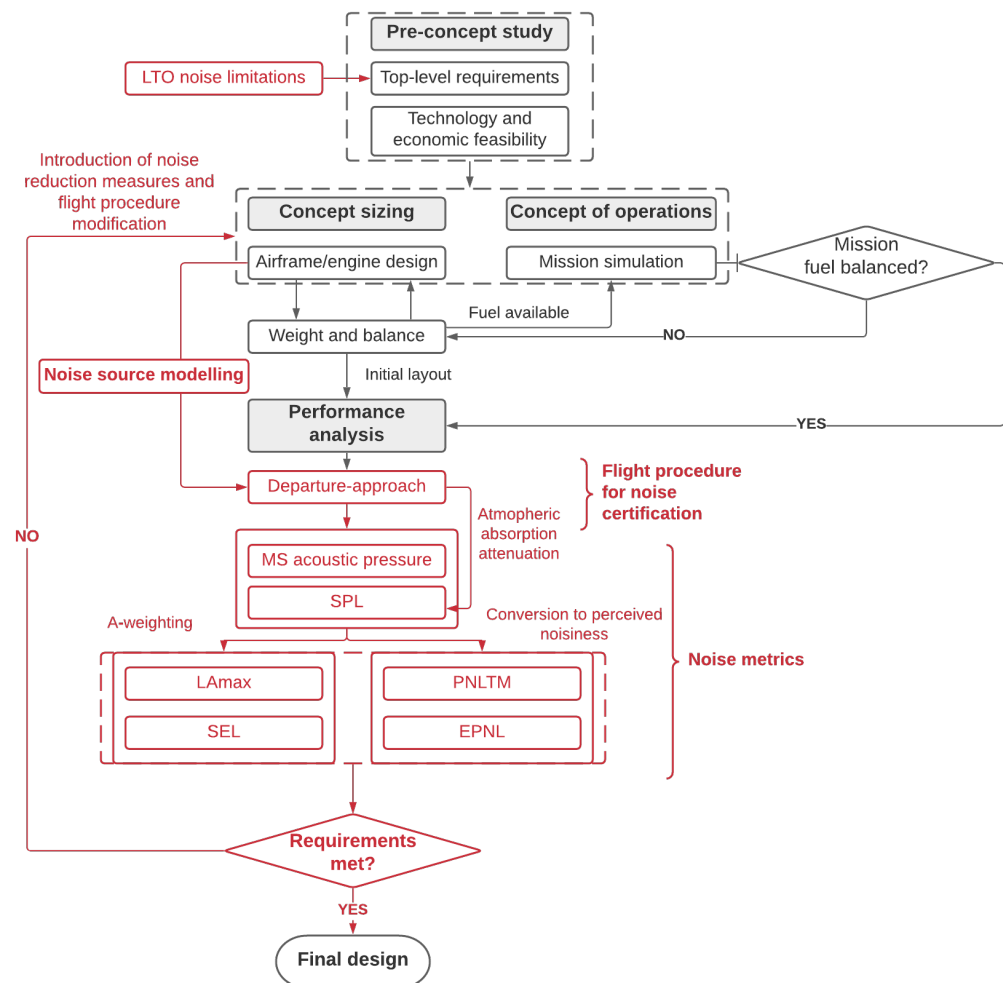 Pre-concept study
LTO noise limitations
Top-level requirements
Technology and
economic feasibility
Introduction of noise
reduction measures and
flight procedure
modification
Concept sizing
Concept of operations
Airframe/engine design
Mission simulation
Mission
fuel balanced?
Fuel available
Weight and balance
NO
Noise source modelling
Initial layout
Performance
analysis
YES
Departure-approach
Flight procedure
for noise
certification
Atmopheric
absorption
attenuation
NO
MS acoustic pressure
SPL
A-weighting
Conversion to perceived
noisiness
Noise metrics
LAmax
PNLTM
SEL
EPNL
Requirements
met?
YES
Final design